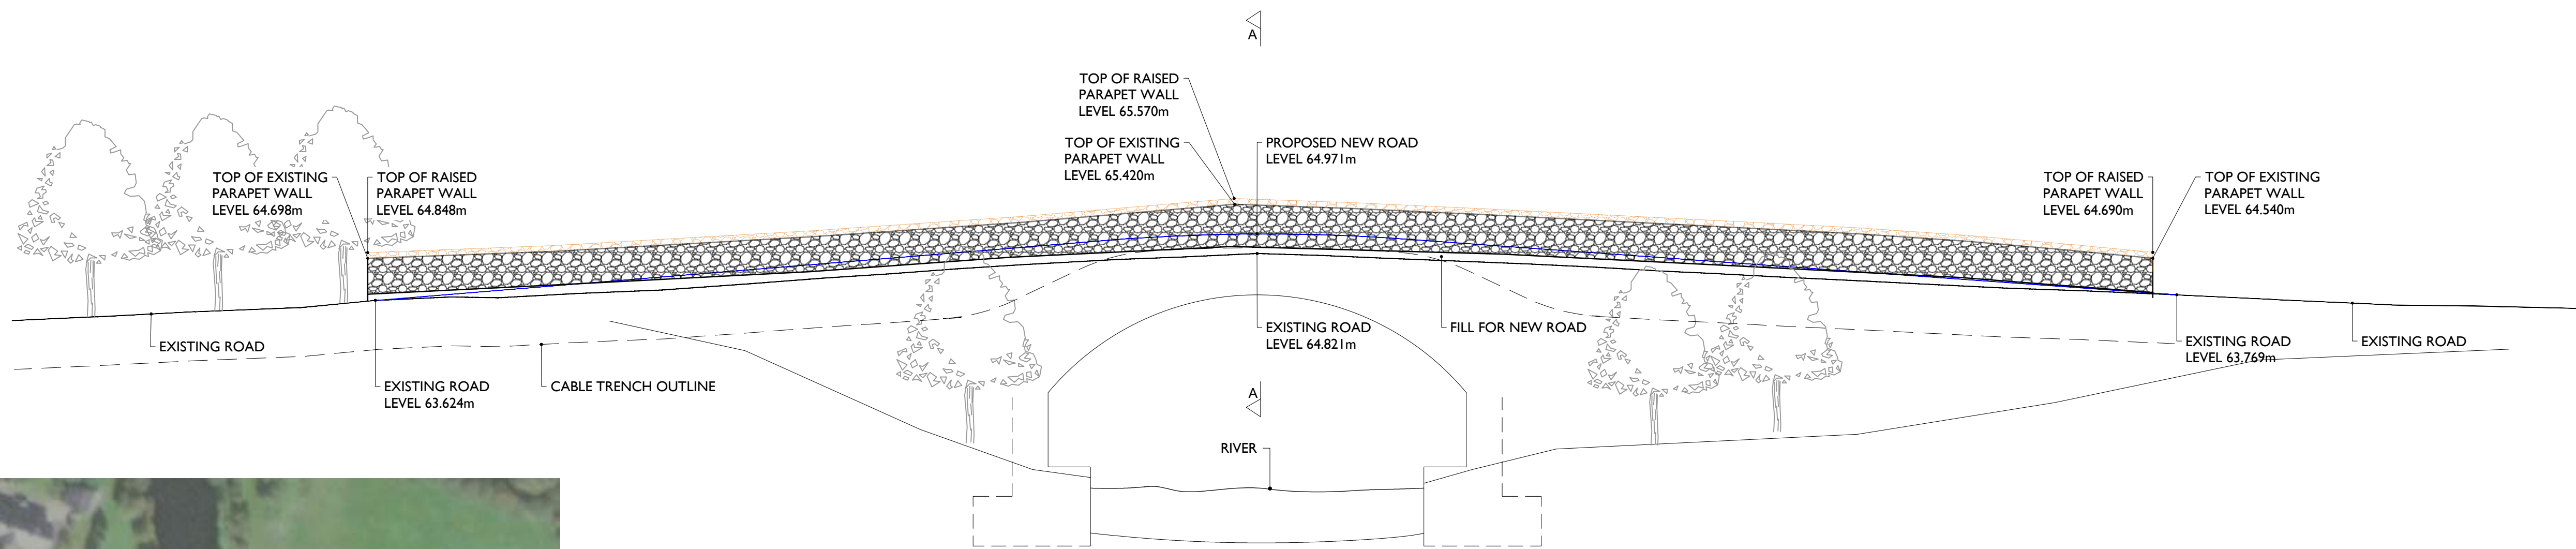 A
TOP OF RAISED
PARAPET WALL
LEVEL 65.570m
TOP OF EXISTING
PARAPET WALL
LEVEL 65.420m
PROPOSED NEW ROAD
LEVEL 64.971m
TOP OF EXISTING
PARAPET WALL
LEVEL 64.698m
TOP OF RAISED
PARAPET WALL
LEVEL 64.848m
TOP OF RAISED
PARAPET WALL
LEVEL 64.690m
TOP OF EXISTING
PARAPET WALL
LEVEL 64.540m
EXISTING ROAD
EXISTING ROAD
LEVEL 63.624m
CABLE TRENCH OUTLINE
EXISTING ROAD
LEVEL 64.821m
FILL FOR NEW ROAD
EXISTING ROAD
LEVEL 63.769m
EXISTING ROAD
A
RIVER